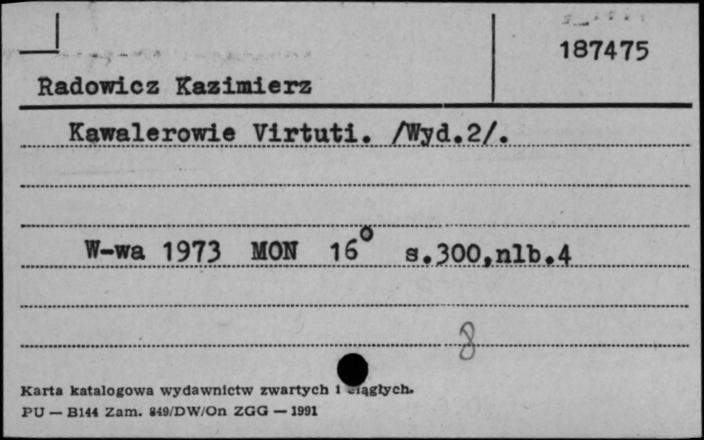 187475
Radowicz Kazimierz
Kawalerowie Virtuti. /Wyd.2/.
W-wa 1973 MON 16° s.300,nlb.4
8
Karta katalogowa wydawnictw zwartych i ciągłych.
PU — B144 Zam. 849/DW/On ZGG — 1991